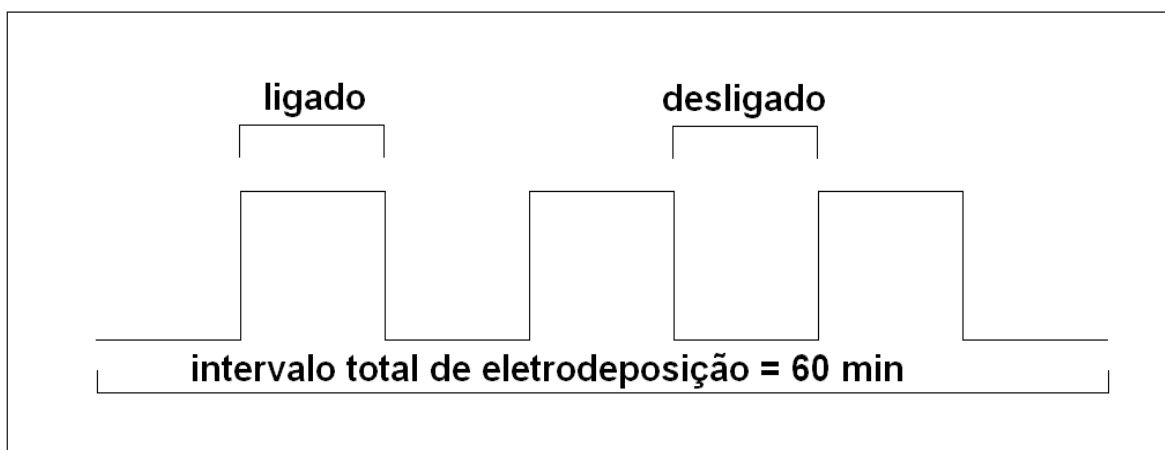 ligado
desligado
intervalo total de eletrodeposição = 60 min